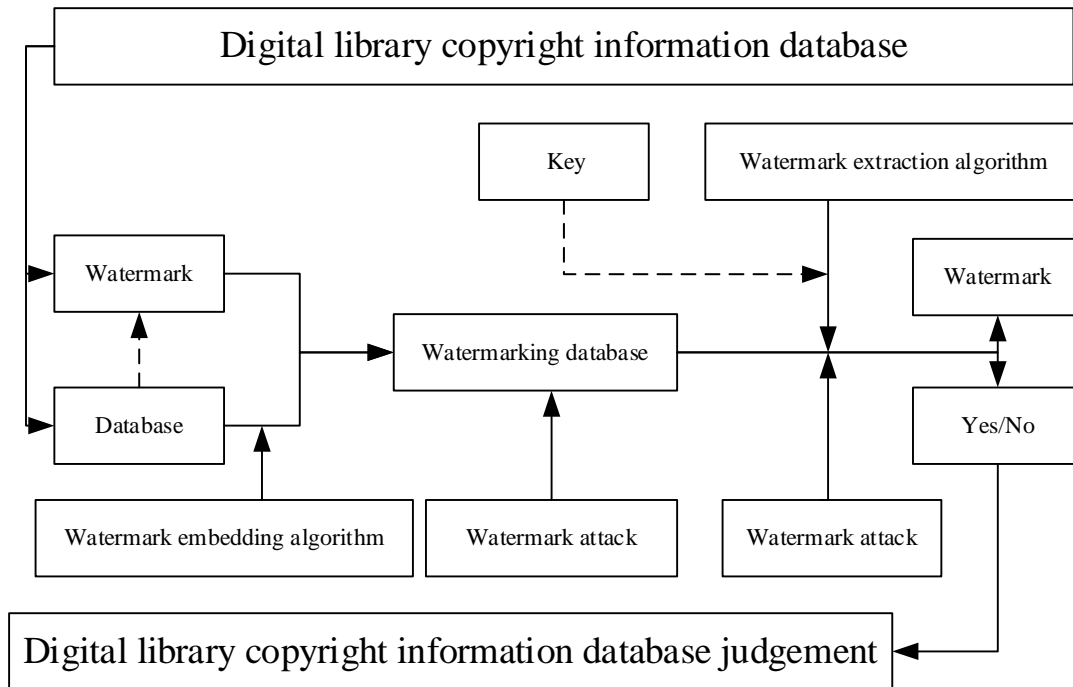 Digital library copyright information database
Key
Watermark extraction algorithm
Watermark
Watermark
Watermarking database
Database
Yes/No
Watermark embedding algorithm
Watermark attack
Watermark attack
Digital library copyright information database judgement